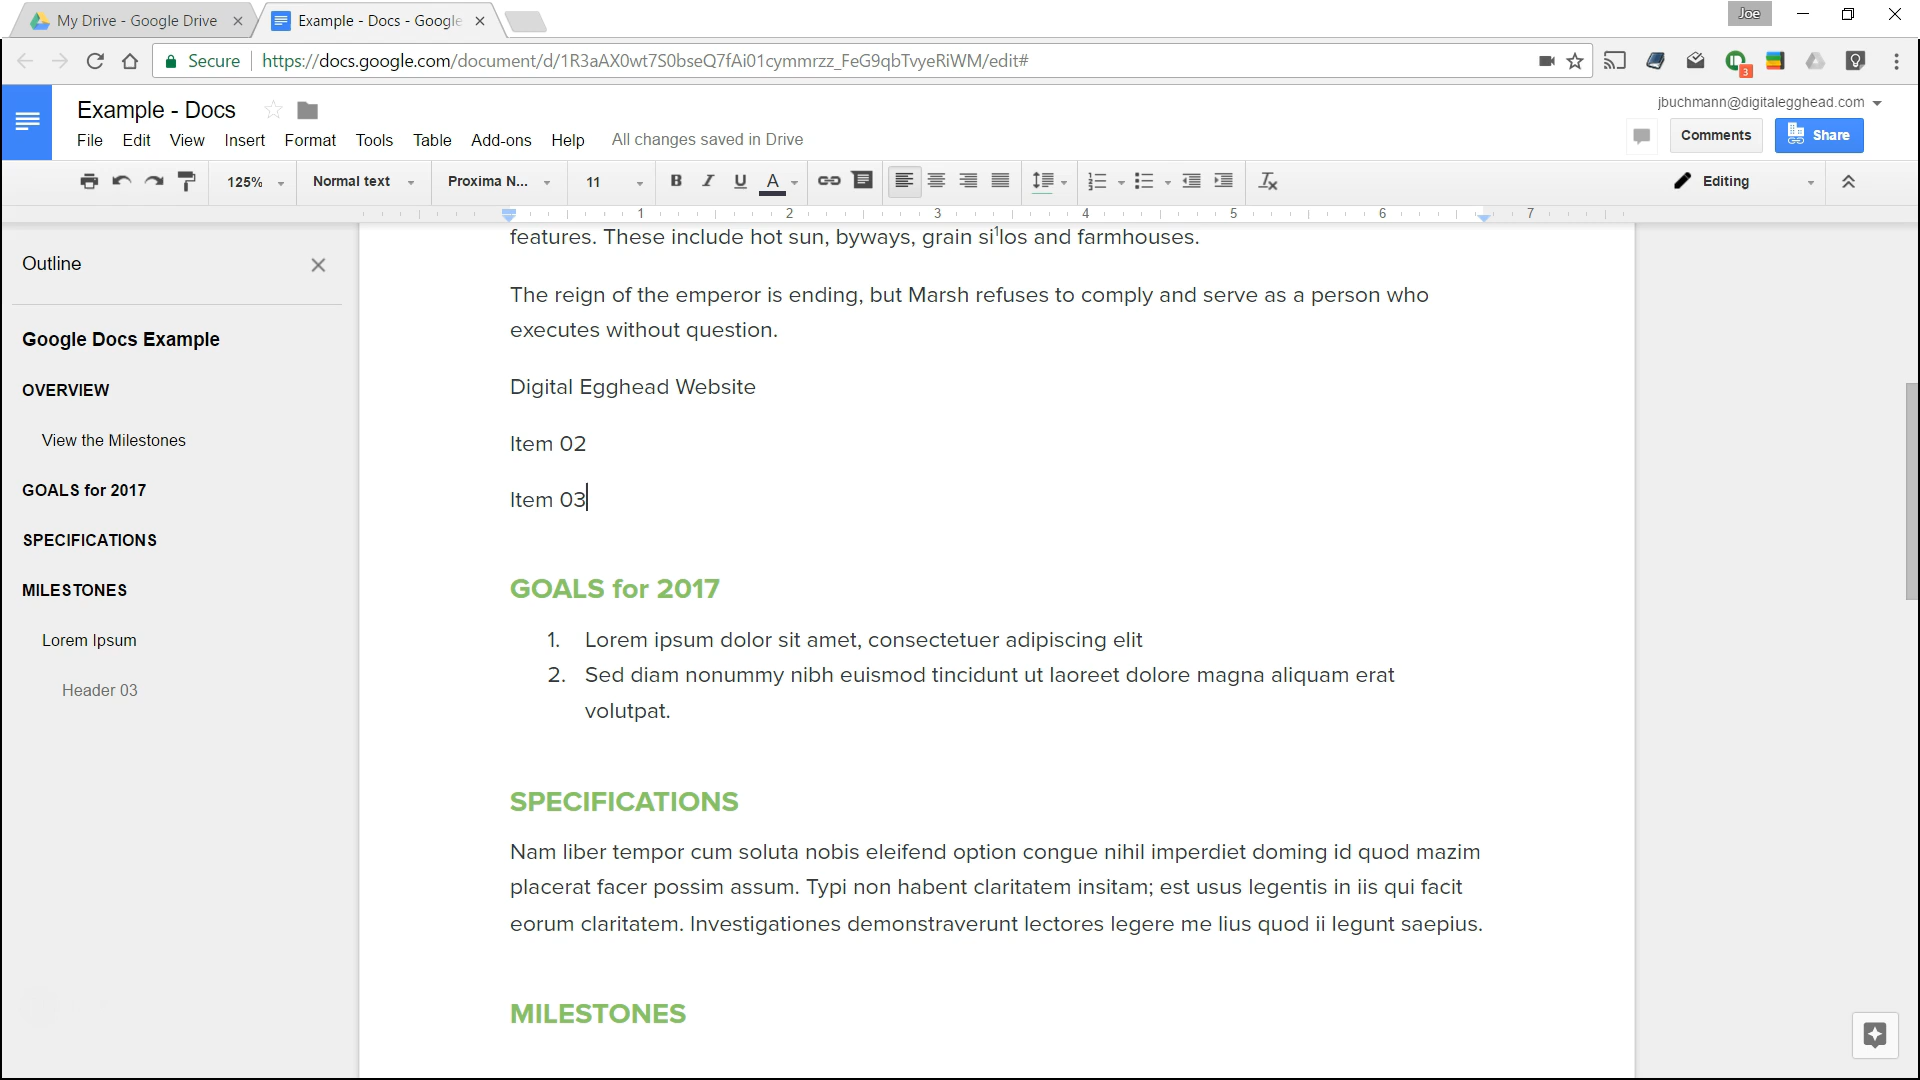 My Drive - Google Drive
Example - Docs - Google
Joe
Secure
https://docs.google.com/document/d/1R3aAX0wt7S0bseQ7fAi01cymmrzz_FeG9qbTvyeRiWM/edit#
3
Example - Docs
jbuchmann@digitalegghead.com
File Edit View Insert Format Tools Table Add-ons Help All changes saved in Drive
Comments
Share
125% Normal text Proxima N... 11 B I U A Editing
1 2 3 4 5 6 7
Outline
Google Docs Example
OVERVIEW
View the Milestones
GOALS for 2017
SPECIFICATIONS
MILESTONES
Lorem Ipsum
Header 03
features. These include hot sun, byways, grain si¹los and farmhouses.
The reign of the emperor is ending, but Marsh refuses to comply and serve as a person who
executes without question.
Digital Egghead Website
Item 02
Item 03
GOALS for 2017
1. Lorem ipsum dolor sit amet, consectetuer adipiscing elit
2. Sed diam nonummy nibh euismod tincidunt ut laoreet dolore magna aliquam erat
volutpat.
SPECIFICATIONS
Nam liber tempor cum soluta nobis eleifend option congue nihil imperdiet doming id quod mazim
placerat facer possim assum. Typi non habent claritatem insitam; est usus legentis in iis qui facit
eorum claritatem. Investigationes demonstraverunt lectores legere me lius quod ii legunt saepius.
MILESTONES